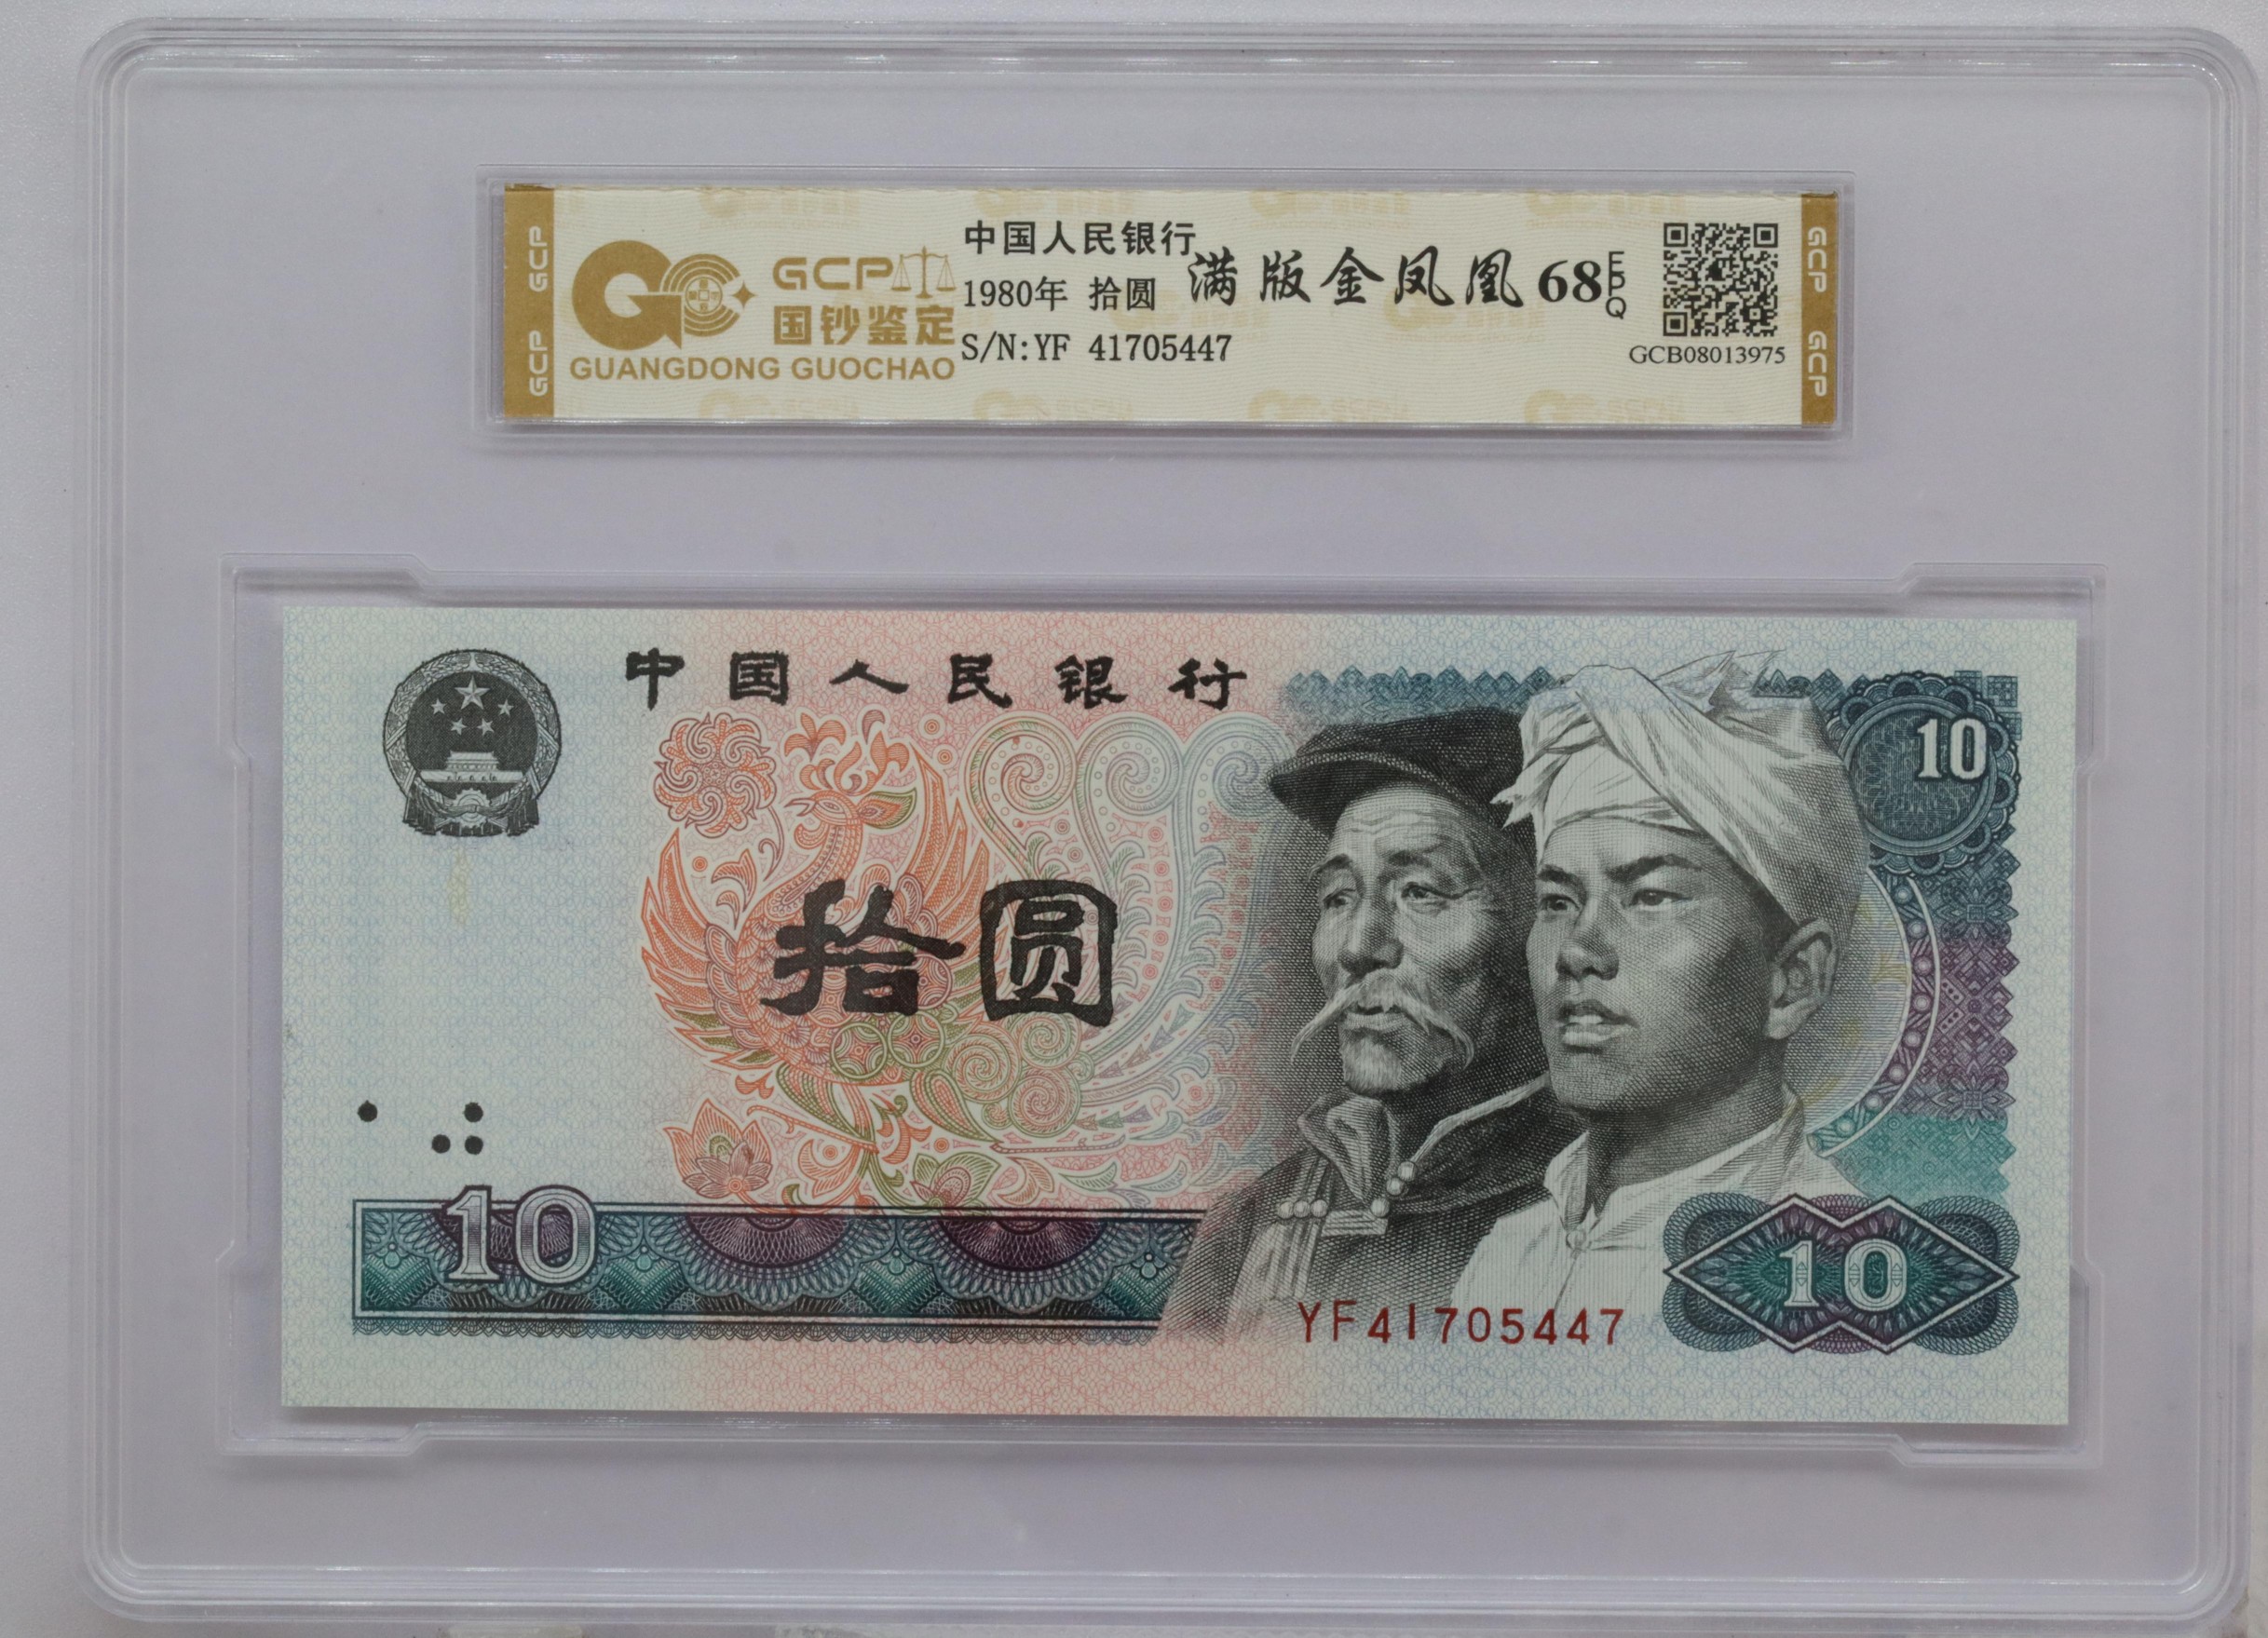 GCP GCP
GCP
国钞鉴定
GUANGDONG GUOCHAO
中国人民银行
1980年 拾圆
S/N:YF 41705447
满版金凤凰 68 EPQ
GCB08013975
GCP GCP
中国人民银行
10
拾圆
10
YF41705447
10